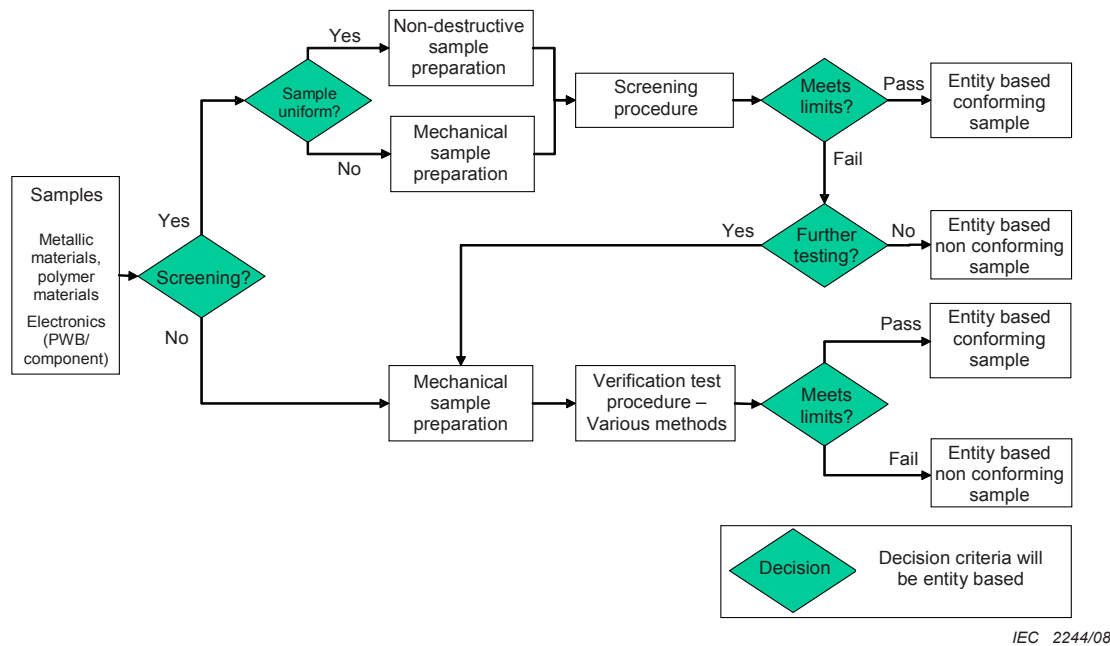 Samples
Metallic
materials,
polymer
materials
Electronics
(PWB/
component)
Screening?
Yes
No
Sample
uniform?
Yes
No
Non-destructive
sample
preparation
Mechanical
sample
preparation
Screening
procedure
Meets
limits?
Pass
Fail
Entity based
conforming
sample
Further
testing?
Yes
No
Entity based
non conforming
sample
Mechanical
sample
preparation
Verification test
procedure –
Various methods
Meets
limits?
Pass
Fail
Entity based
conforming
sample
Entity based
non conforming
sample
Decision
Decision criteria will
be entity based
IEC 2244/08